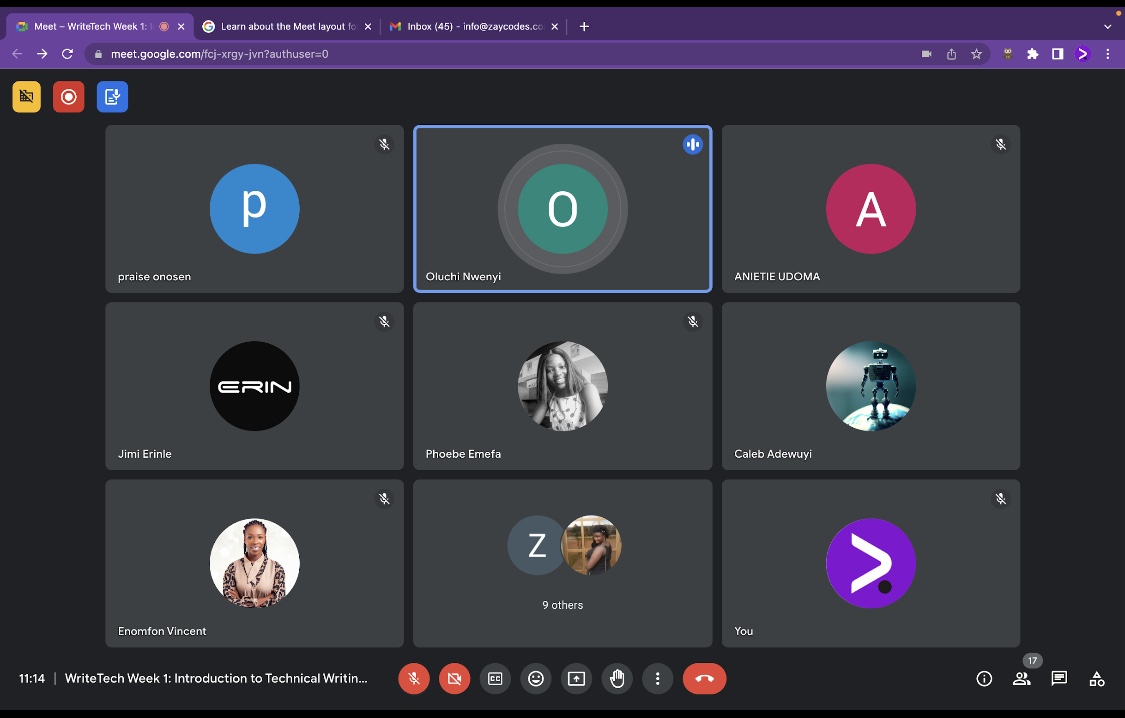 Meet – WriteTech Week 1:
Learn about the Meet layout fo
Inbox (45) - info@zaycodes.co
meet.google.com/fcj-xrgy-jvn?authuser=0
p
praise onosen
O
Oluchi Nwenyi
A
ANIETIE UDOMA
ERIN
Jimi Erinle
Phoebe Emefa
Caleb Adewuyi
Enomfon Vincent
Z
9 others
You
11:14 | WriteTech Week 1: Introduction to Technical Writin...
CC
17